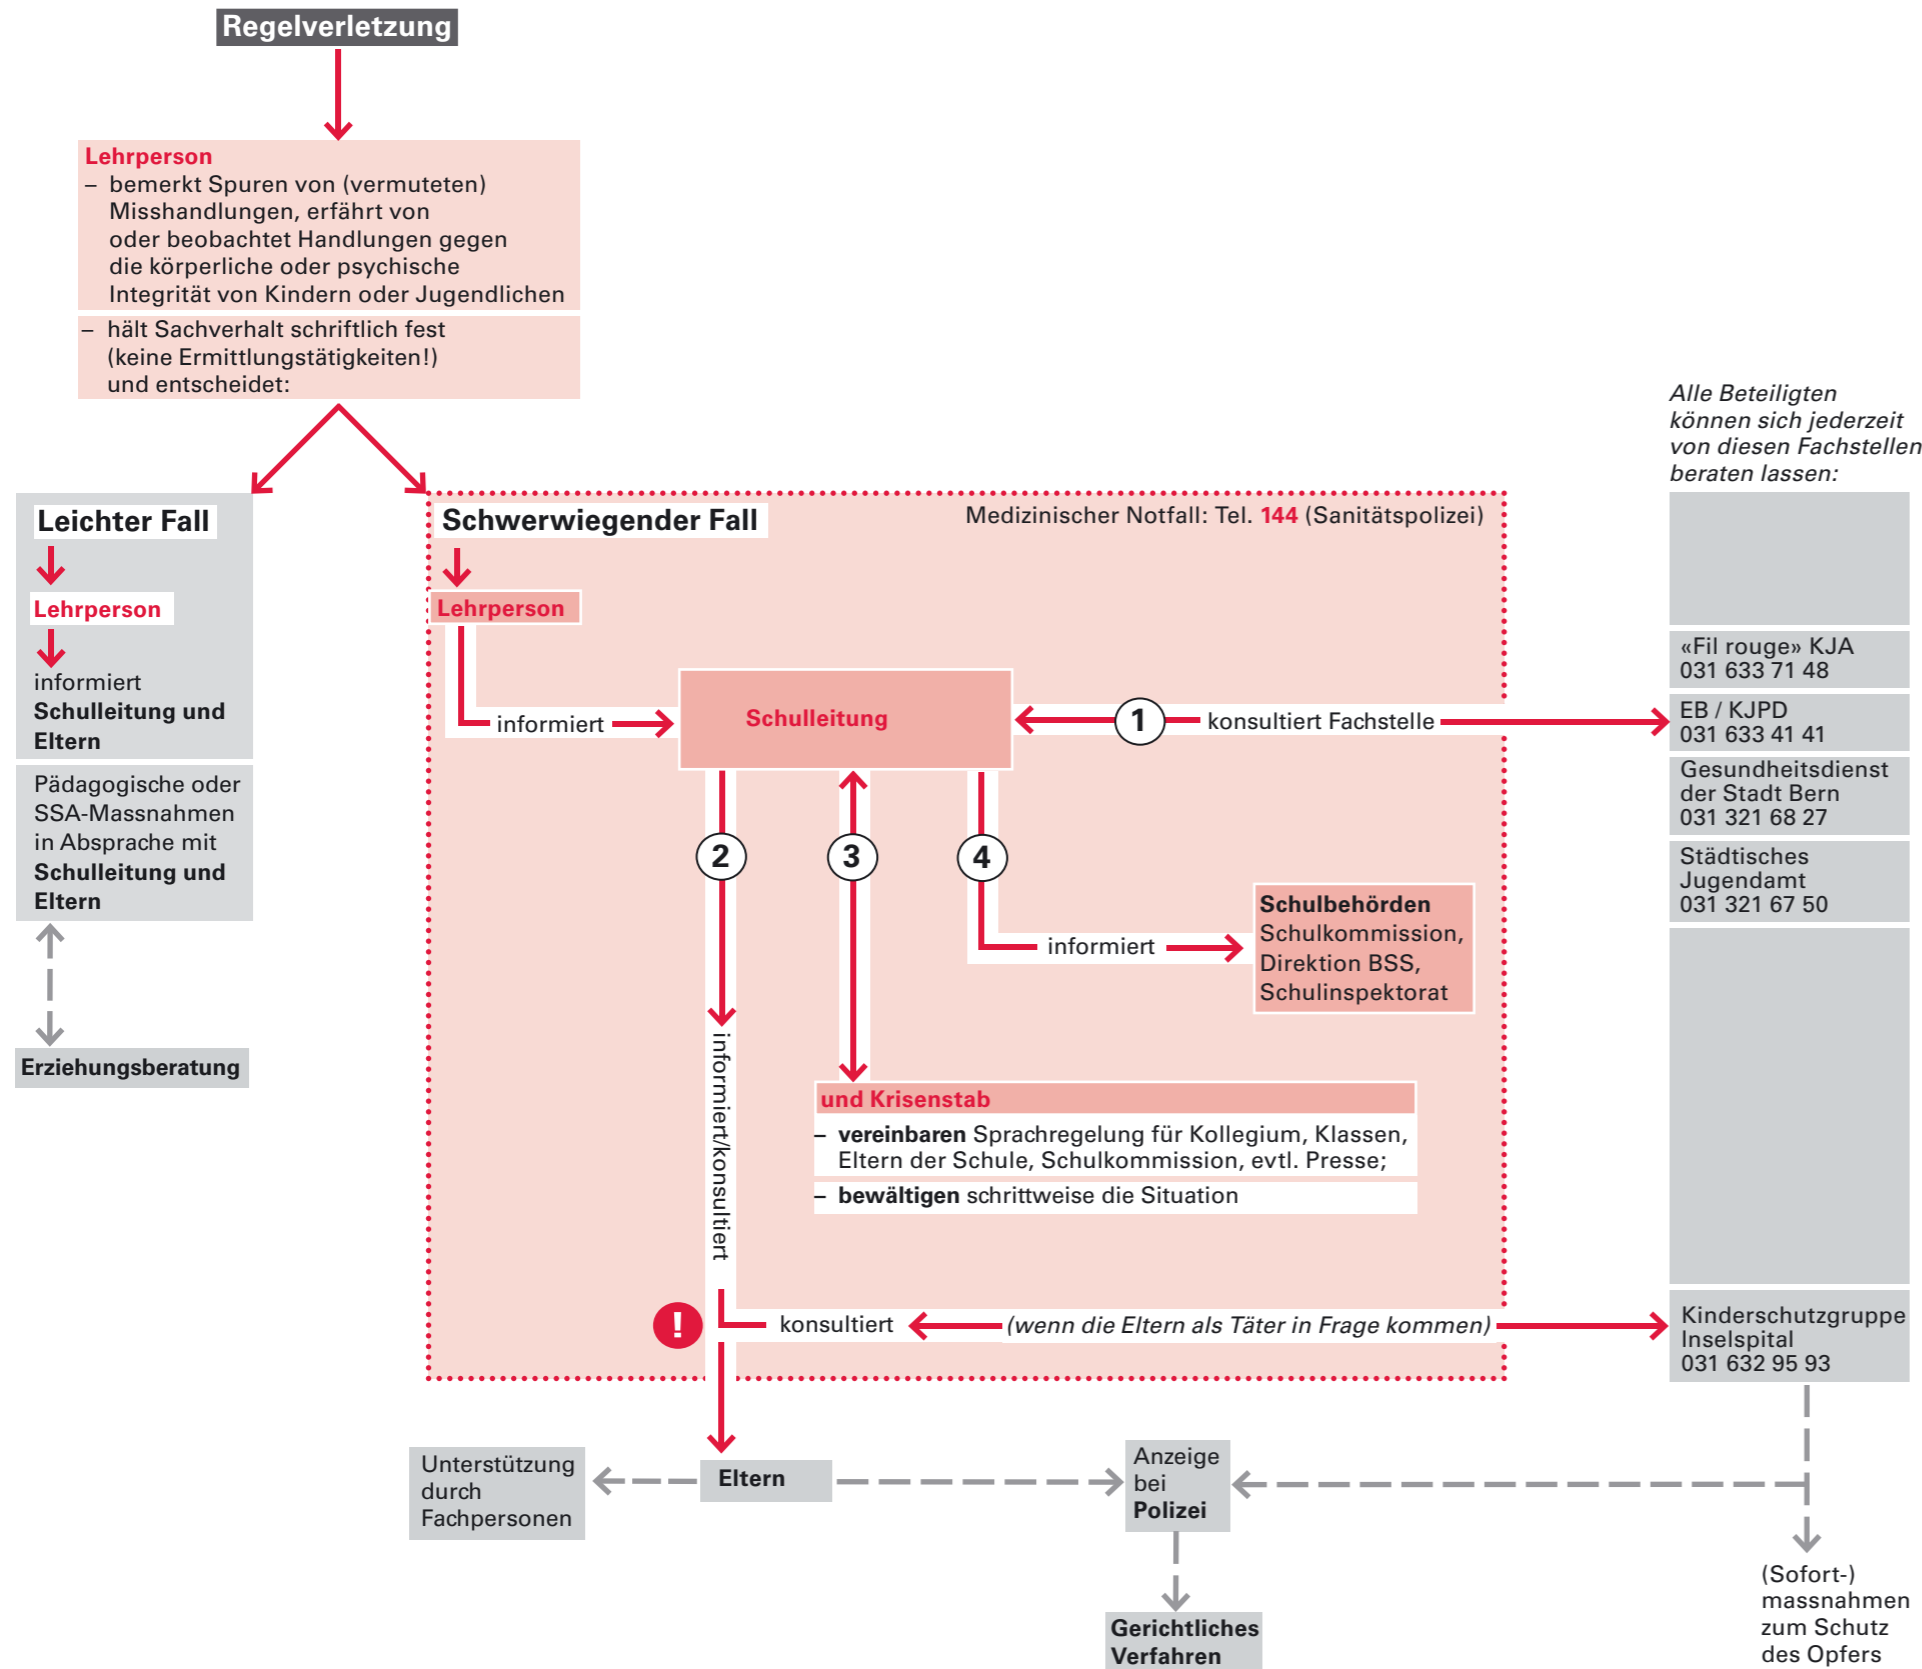 Regelverletzung
Lehrperson
– bemerkt Spuren von (vermuteten)
Misshandlungen, erfährt von
oder beobachtet Handlungen gegen
die körperliche oder psychische
Integrität von Kindern oder Jugendlichen
– hält Sachverhalt schriftlich fest
(keine Ermittlungstätigkeiten!)
und entscheidet:
Leichter Fall
Lehrperson
informiert
Schulleitung und
Eltern
Pädagogische oder
SSA-Massnahmen
in Absprache mit
Schulleitung und
Eltern
Erziehungsberatung
Schwerwiegender Fall
Medizinischer Notfall: Tel. 144 (Sanitätspolizei)
Lehrperson
informiert
Schulleitung
1
konsultiert Fachstelle
2
3
4
informiert
Schulbehörden
Schulkommission,
Direktion BSS,
Schulinspektorat
informiert/konsultiert
und Krisenstab
– vereinbaren Sprachregelung für Kollegium, Klassen,
Eltern der Schule, Schulkommission, evtl. Presse;
– bewältigen schrittweise die Situation
!
konsultiert
(wenn die Eltern als Täter in Frage kommen)
Alle Beteiligten
können sich jederzeit
von diesen Fachstellen
beraten lassen:
«Fil rouge» KJA
031 633 71 48
EB / KJPD
031 633 41 41
Gesundheitsdienst
der Stadt Bern
031 321 68 27
Städtisches
Jugendamt
031 321 67 50
Kinderschutzgruppe
Inselspital
031 632 95 93
Unterstützung
durch
Fachpersonen
Eltern
Anzeige
bei
Polizei
Gerichtliches
Verfahren
(Sofort-)
massnahmen
zum Schutz
des Opfers